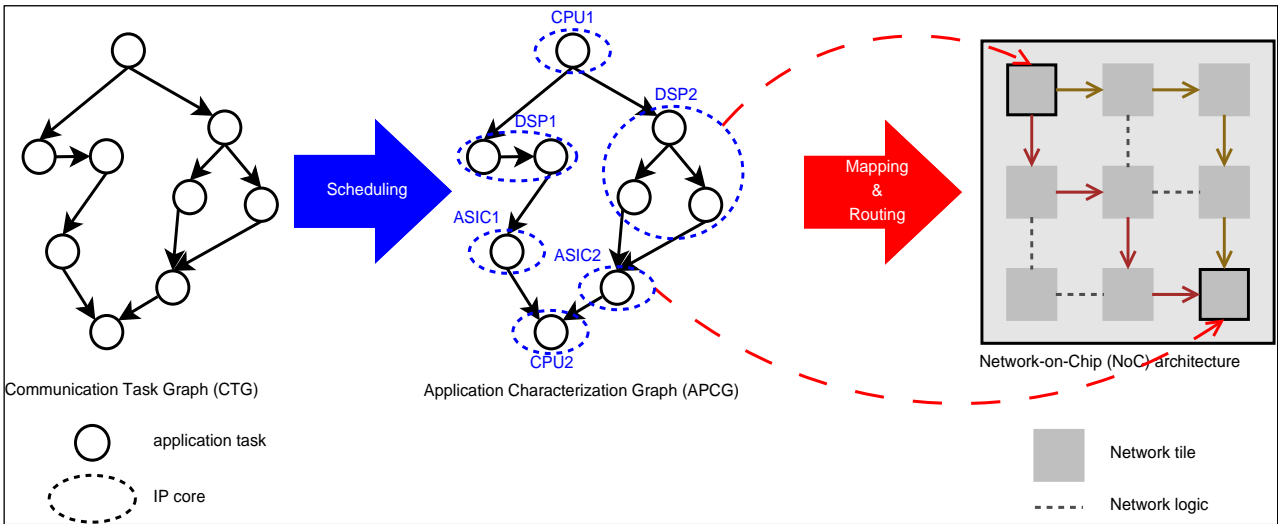 CPU1
DSP2
DSP1
Scheduling
Mapping
&
Routing
ASIC1
ASIC2
CPU2
Network-on-Chip (NoC) architecture
Communication Task Graph (CTG)
Application Characterization Graph (APCG)
application task
Network tile
IP core
Network logic